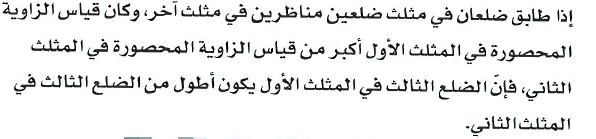 إذا طابق ضلعان في مثلث ضلعين مناظرين في مثلث آخر، وكان قياس الزاوية
المحصورة في المثلث الأول أكبر من قياس الزاوية المحصورة في المثلث
الثاني، فإنّ الضلع الثالث في المثلث الأول يكون أطول من الضلع الثالث في
المثلث الثاني.